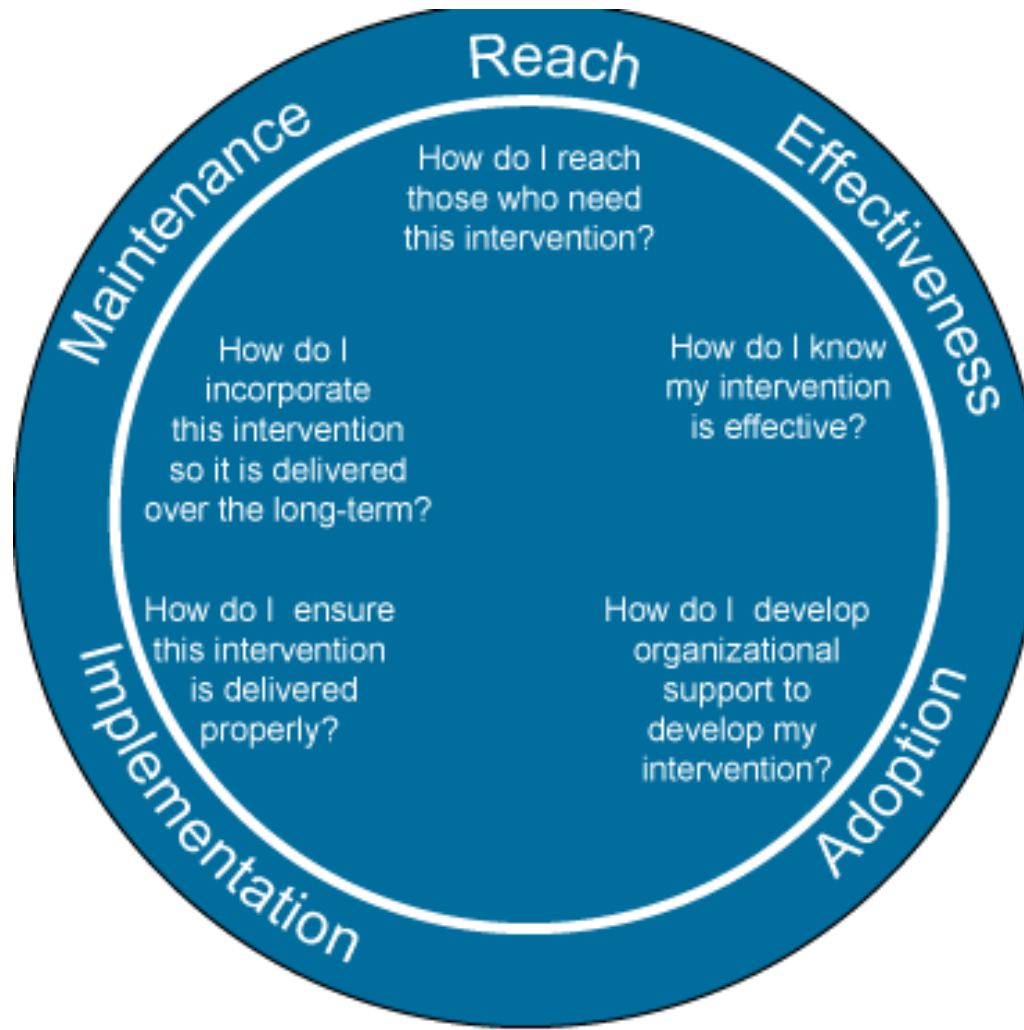 Reach
How do I reach
those who need
this intervention?
Effectiveness
How do I know
my intervention
is effective?
Adoption
How do I develop
organizational
support to
develop my
intervention?
Implementation
How do I ensure
this intervention
is delivered
properly?
Maintenance
How do I
incorporate
this intervention
so it is delivered
over the long-term?